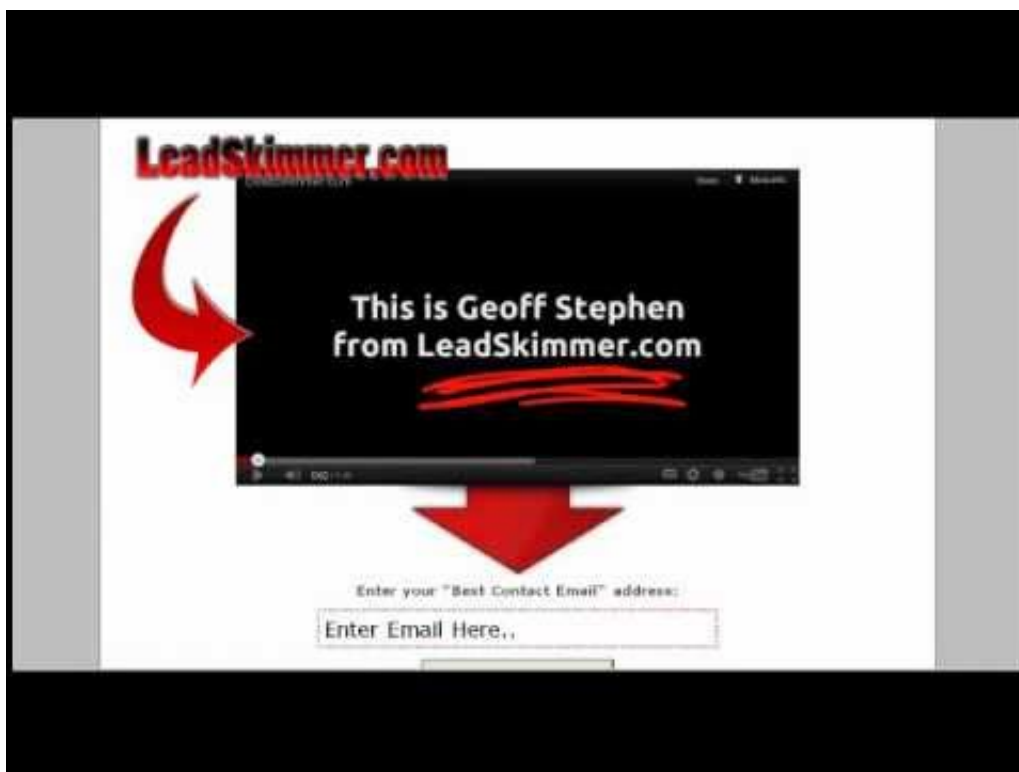 LeadSkimmer.com
This is Geoff Stephen
from LeadSkimmer.com
Enter your "Best Contact Email" address:
Enter Email Here..